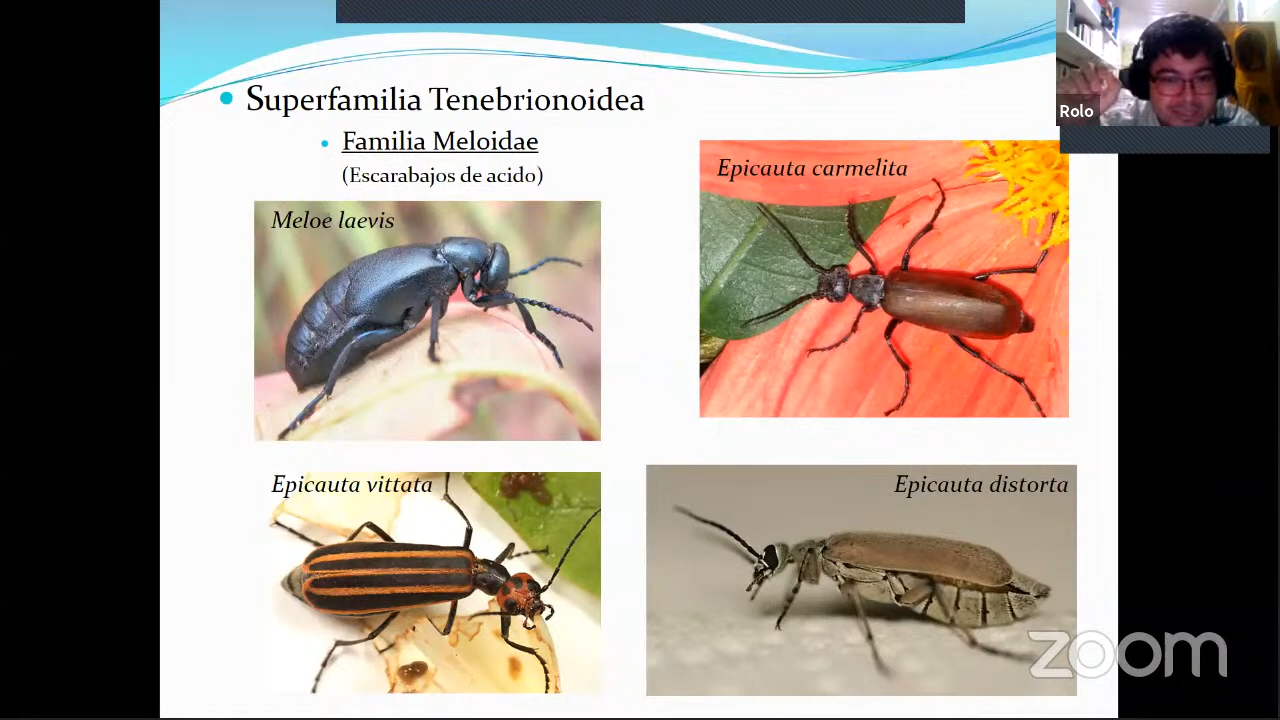 Superfamilia Tenebrionoidea
Familia Meloidae
(Escarabajos de acido)
Meloe laevis
Epicauta carmelita
Epicauta vittata
Epicauta distorta
Rolo
zoom